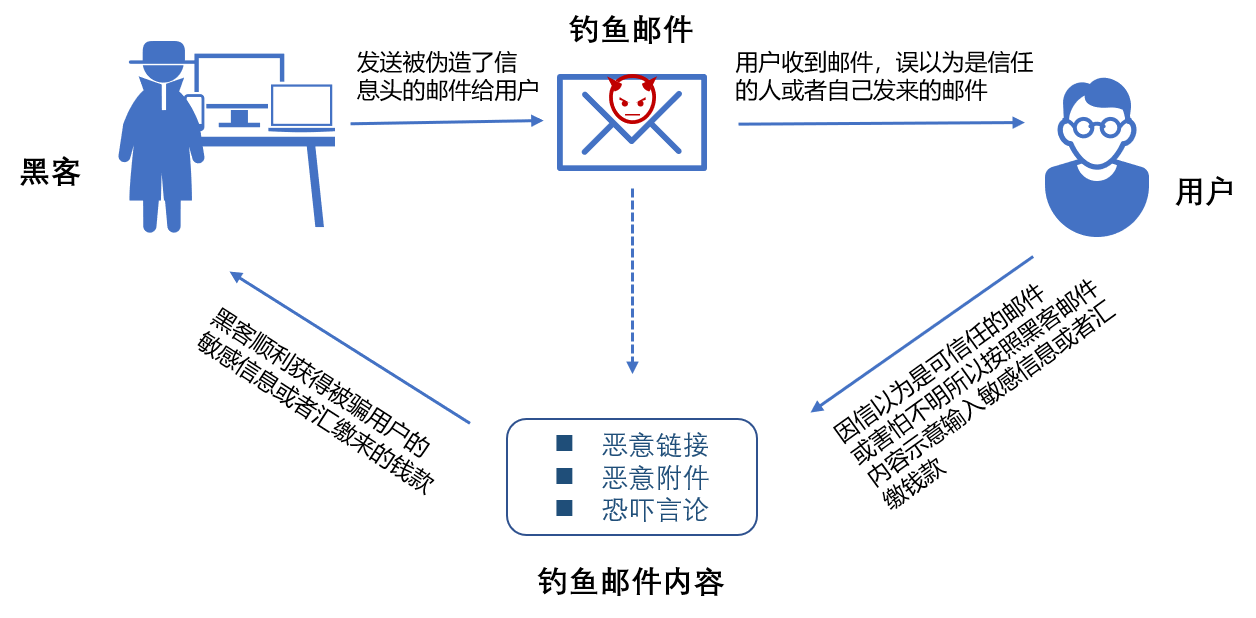 钓鱼邮件
发送被伪造了信
息头的邮件给用户
用户收到邮件，误以为是信任
的人或者自己发来的邮件
黑客
用户
黑客顺利获得被骗用户的
敏感信息或者汇缴来的钱款
因信以为是可信任的邮件
或害怕不明所以按照黑客邮件
内容示意输入敏感信息或者汇
缴钱款
恶意链接
恶意附件
恐吓言论
钓鱼邮件内容